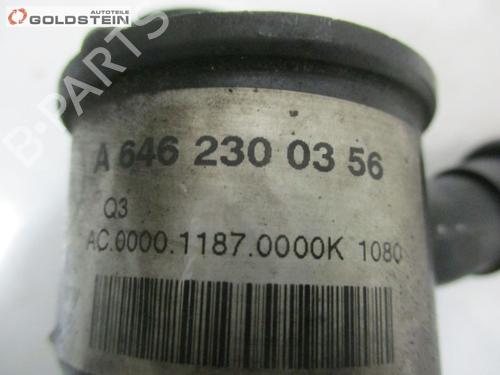 AUTOTEILE
GOLDSTEIN
B-PARTS
A 646 230 03 56
Q3
AC.0000.1187.0000K 1080